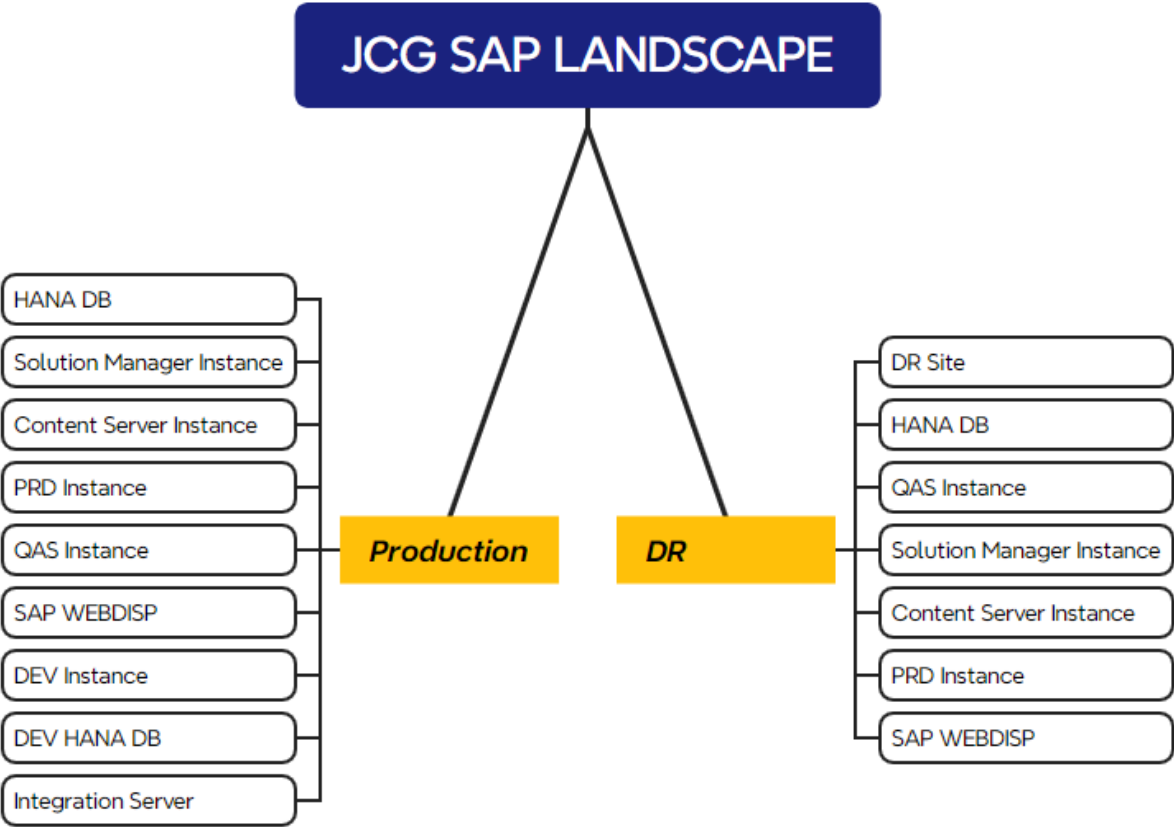 JCG SAP LANDSCAPE
HANA DB
Solution Manager Instance
Content Server Instance
PRD Instance
QAS Instance
SAP WEBDISP
DEV Instance
DEV HANA DB
Integration Server
Production
DR
DR Site
HANA DB
QAS Instance
Solution Manager Instance
Content Server Instance
PRD Instance
SAP WEBDISP